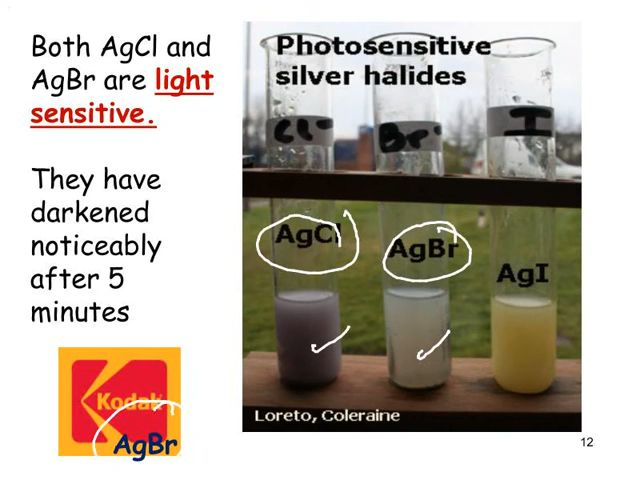 Both AgCl and
AgBr are light
sensitive.
They have
darkened
noticeably
after 5
minutes
Photosensitive
silver halides
Cl⁻
Br⁻
I
AgCl
AgBr
AgI
Loreto, Coleraine
Kodak
AgBr
12